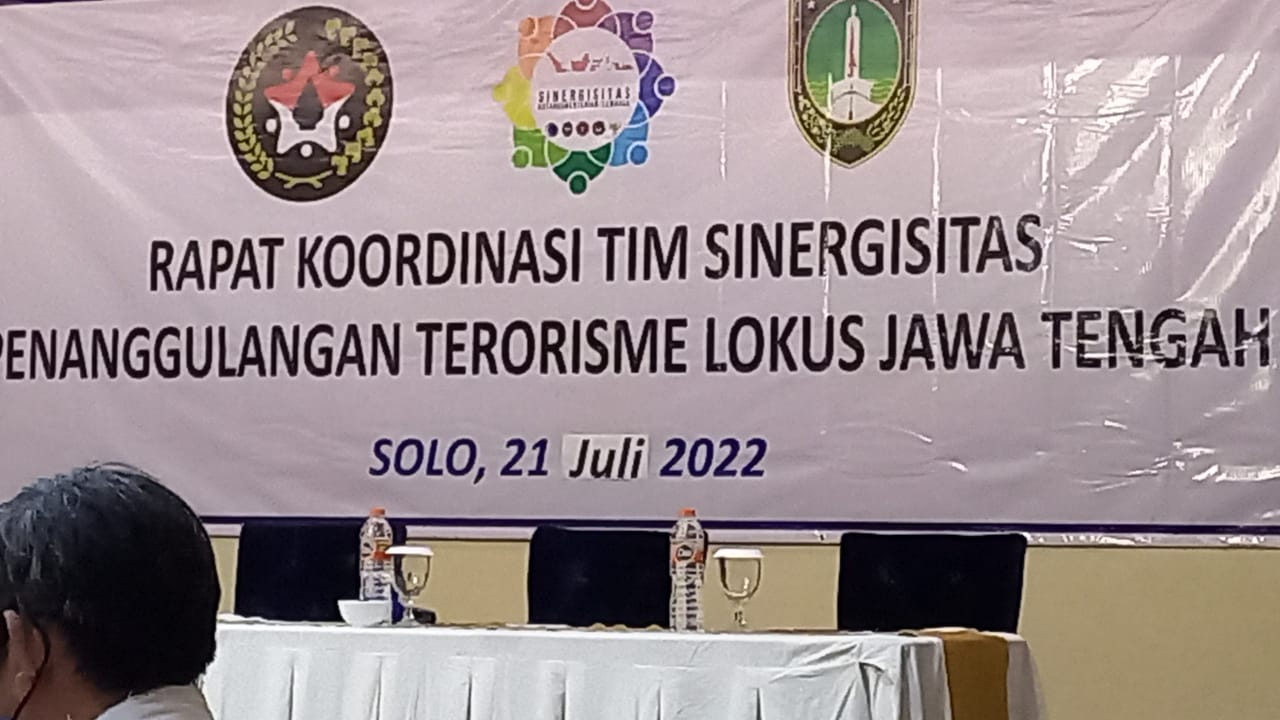 SINERGISITAS
RAPAT KOORDINASI TIM SINERGISITAS
PENANGGULANGAN TERORISME LOKUS JAWA TENGAH
SOLO, 21 Juli 2022